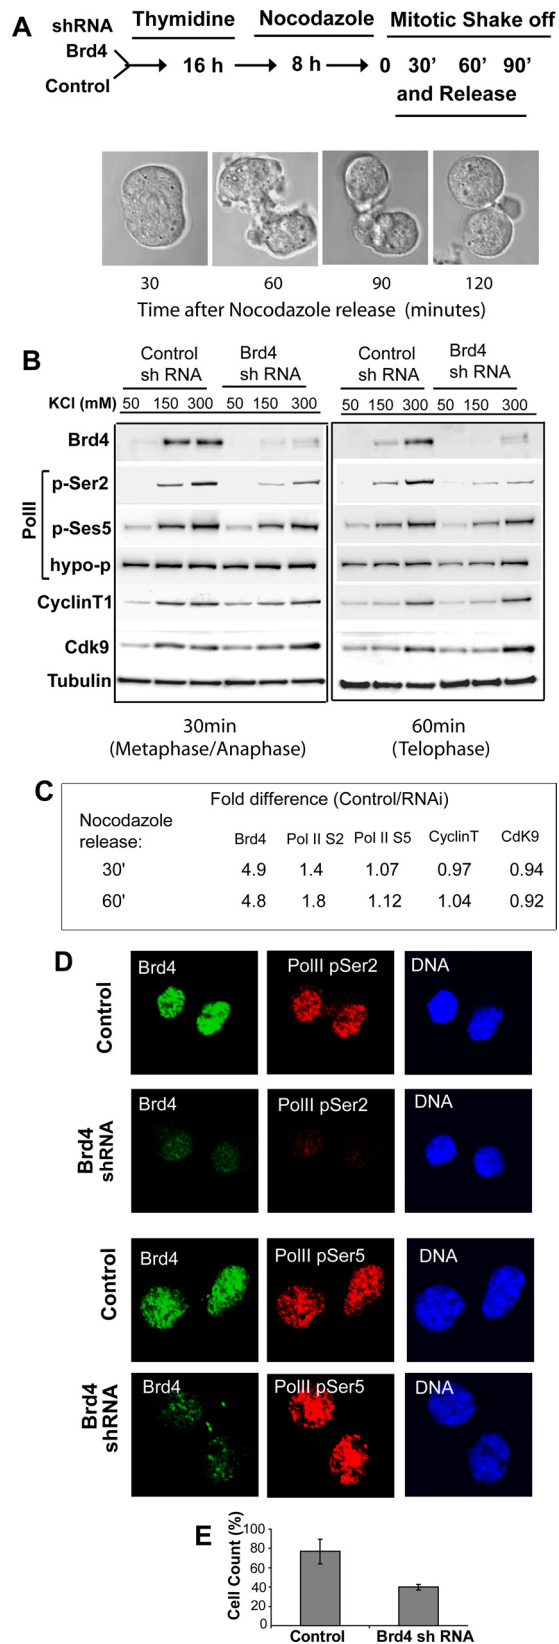 A
shRNA
Thymidine Nocodazole Mitotic Shake off
Brd4
16 h 8 h 0 30' 60' 90'
Control
and Release
30 60 90 120
Time after Nocodazole release (minutes)
B
Control sh RNA Brd4 sh RNA Control sh RNA Brd4 sh RNA
KCl (mM) 50 150 300 50 150 300 50 150 300 50 150 300
Brd4
PolII
p-Ser2
p-Ses5
hypo-p
CyclinT1
Cdk9
Tubulin
30min 60min
(Metaphase/Anaphase) (Telophase)
C
Fold difference (Control/RNAi)
Nocodazole
release: Brd4 Pol II S2 Pol II S5 CyclinT CdK9
30' 4.9 1.4 1.07 0.97 0.94
60' 4.8 1.8 1.12 1.04 0.92
D
Control Brd4 PolII pSer2 DNA
Brd4 shRNA Brd4 PolII pSer2 DNA
Control Brd4 PolII pSer5 DNA
Brd4 shRNA Brd4 PolII pSer5 DNA
E
Cell Count (%)
100
80
60
40
20
0
Control Brd4 sh RNA